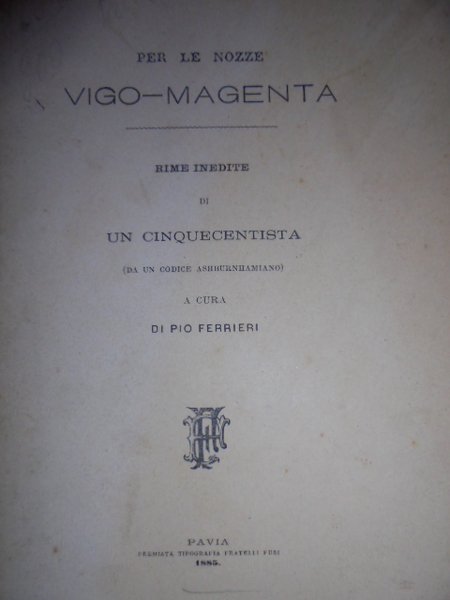 PER LE NOZZE
VIGO—MAGENTA
RIME INEDITE
DI
UN CINQUECENTISTA
(DA UN CODICE ASHBURNHAMIANO)
A CURA
DI PIO FERRIERI
PAVIA
PREMIATA TIPOGRAFIA FRATELLI FUSI
1885.